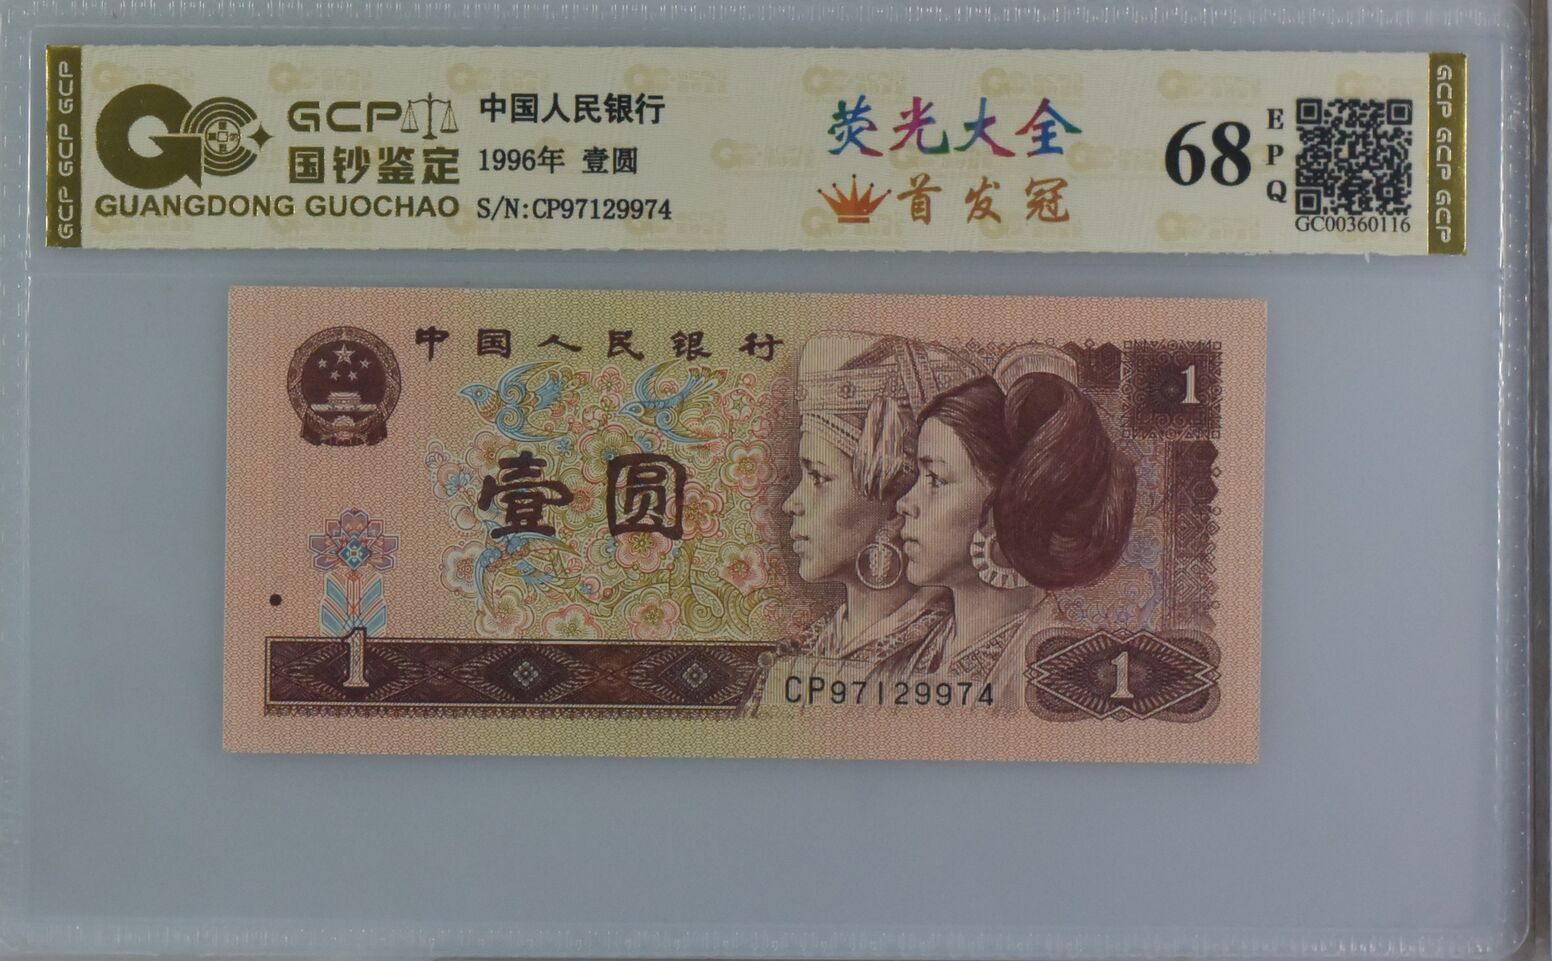 GCP GCP GCP
GCP
国钞鉴定
GUANGDONG GUOCHAO
中国人民银行
1996年 壹圆
S/N:CP97129974
荧光大全
首发冠
68
EPQ
GC00360116
GCP GCP GCP
中国人民银行
1
壹圆
1
CP97129974
1